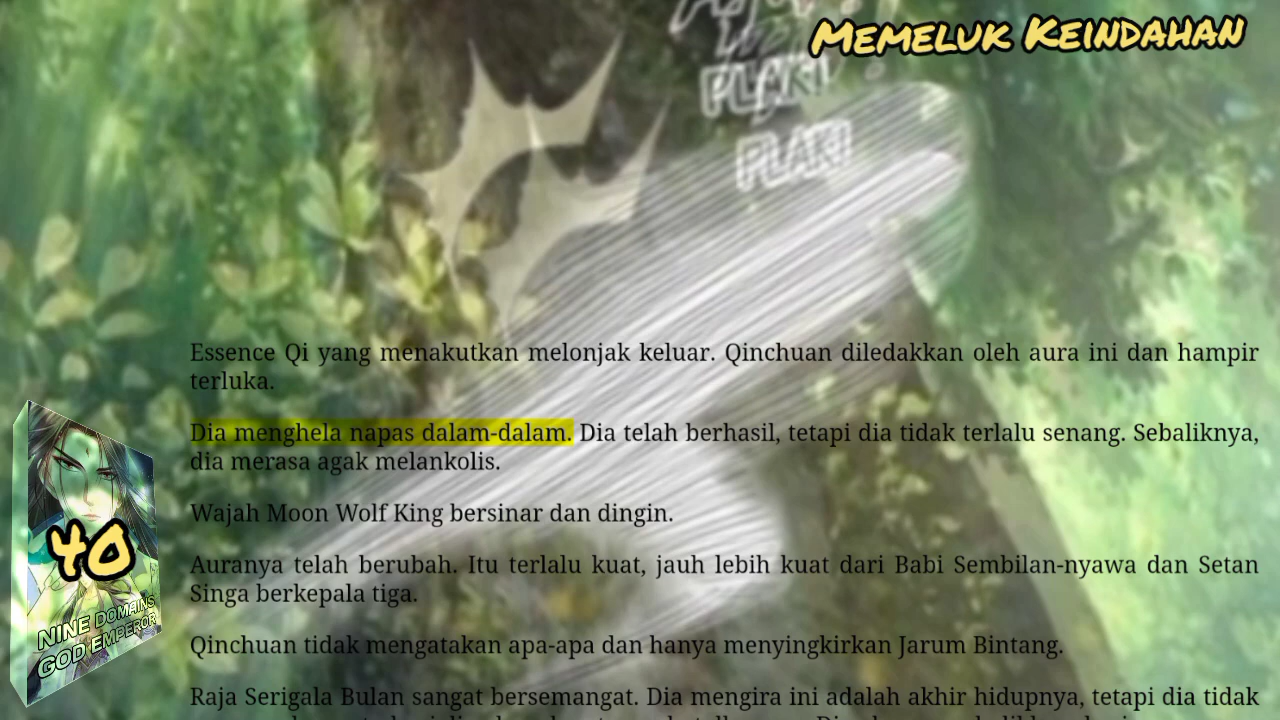 Memeluk Keindahan
PLAK!
PLAK!
Essence Qi yang menakutkan melonjak keluar. Qinchuan diledakkan oleh aura ini dan hampir
terluka.
Dia menghela napas dalam-dalam. Dia telah berhasil, tetapi dia tidak terlalu senang. Sebaliknya,
dia merasa agak melankolis.
Wajah Moon Wolf King bersinar dan dingin.
Auranya telah berubah. Itu terlalu kuat, jauh lebih kuat dari Babi Sembilan-nyawa dan Setan
Singa berkepala tiga.
Qinchuan tidak mengatakan apa-apa dan hanya menyingkirkan Jarum Bintang.
Raja Serigala Bulan sangat bersemangat. Dia mengira ini adalah akhir hidupnya, tetapi dia tidak
40
NINE DOMAINS
GOD EMPEROR